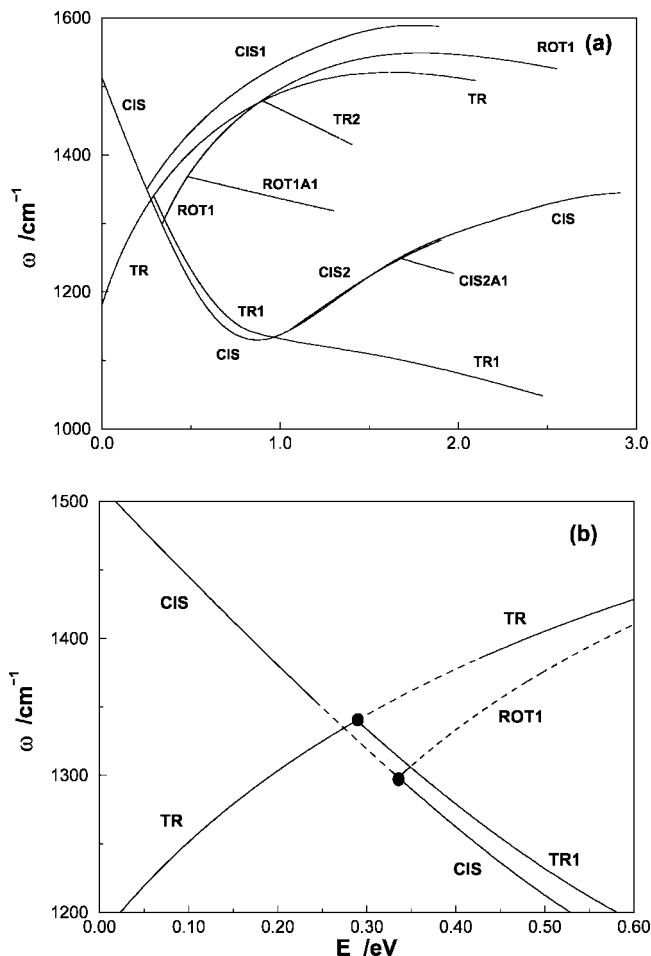 1600
(a)
CIS1
ROT1
CIS
TR
TR2
1400
ROT1A1
ROT1
CIS
TR
CIS2
CIS2A1
1200
TR1
CIS
TR1
1000
0.0 1.0 2.0 3.0
ω /cm⁻¹
1500
(b)
CIS
TR
1400
ROT1
1300
TR
TR1
CIS
1200
0.00 0.10 0.20 0.30 0.40 0.50 0.60
ω /cm⁻¹
E /eV